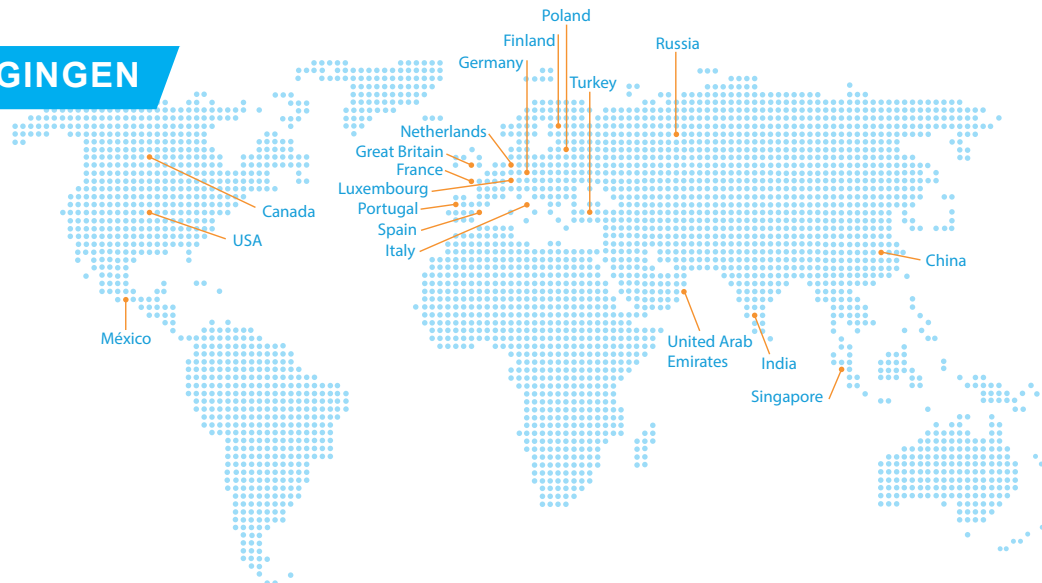 GINGEN
Poland
Finland
Russia
Germany
Turkey
Netherlands
Great Britain
France
Luxembourg
Portugal
Spain
Italy
Canada
USA
China
México
United Arab
Emirates
India
Singapore